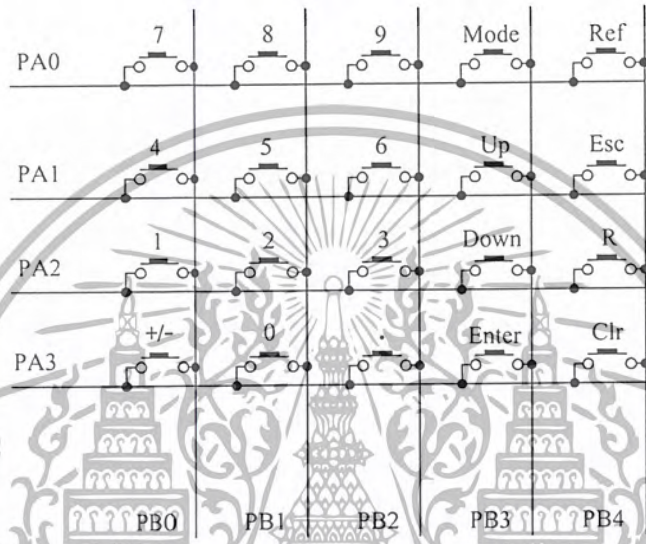 7 8 9 Mode Ref
PA0
4 5 6 Up Esc
PA1
1 2 3 Down R
PA2
+/- 0 . Enter Clr
PA3
PB0 PB1 PB2 PB3 PB4